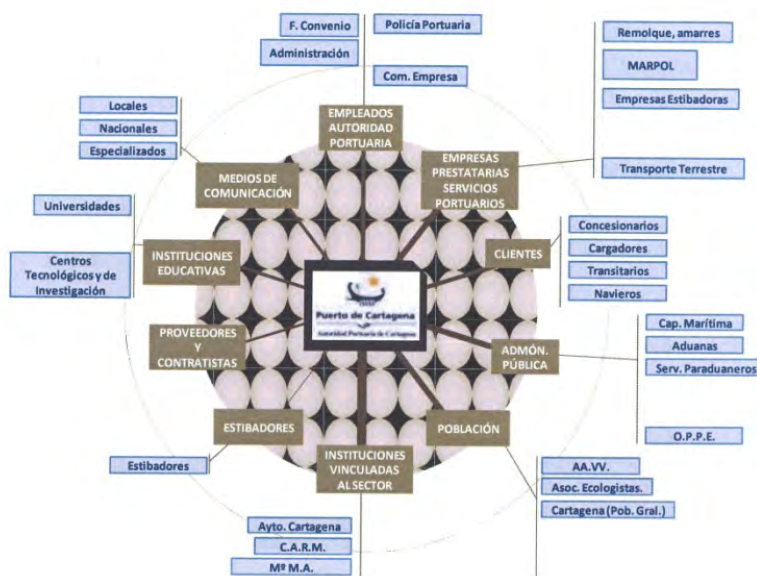 F. Convenio
Policía Portuaria
Administración
Com. Empresa
Remolque, amarres
MARPOL
Empresas Estibadoras
Transporte Terrestre
Locales
Nacionales
Especializados
EMPLEADOS
AUTORIDAD
PORTUARIA
EMPRESAS
PRESTATARIAS
SERVICIOS
PORTUARIOS
MEDIOS DE
COMUNICACIÓN
Universidades
Centros
Tecnológicos y de
Investigación
INSTITUCIONES
EDUCATIVAS
CLIENTES
Concesionarios
Cargadores
Transitarios
Navieros
Puerto de Cartagena
Autoridad Portuaria de Cartagena
PROVEEDORES
Y
CONTRATISTAS
ADMÓN.
PÚBLICA
Cap. Marítima
Aduanas
Serv. Paraduaneros
O.P.P.E.
ESTIBADORES
Estibadores
POBLACIÓN
AA.VV.
Asoc. Ecologistas.
Cartagena (Pob. Gral.)
INSTITUCIONES
VINCULADAS
AL SECTOR
Ayto. Cartagena
C.A.R.M.
Mº M.A.